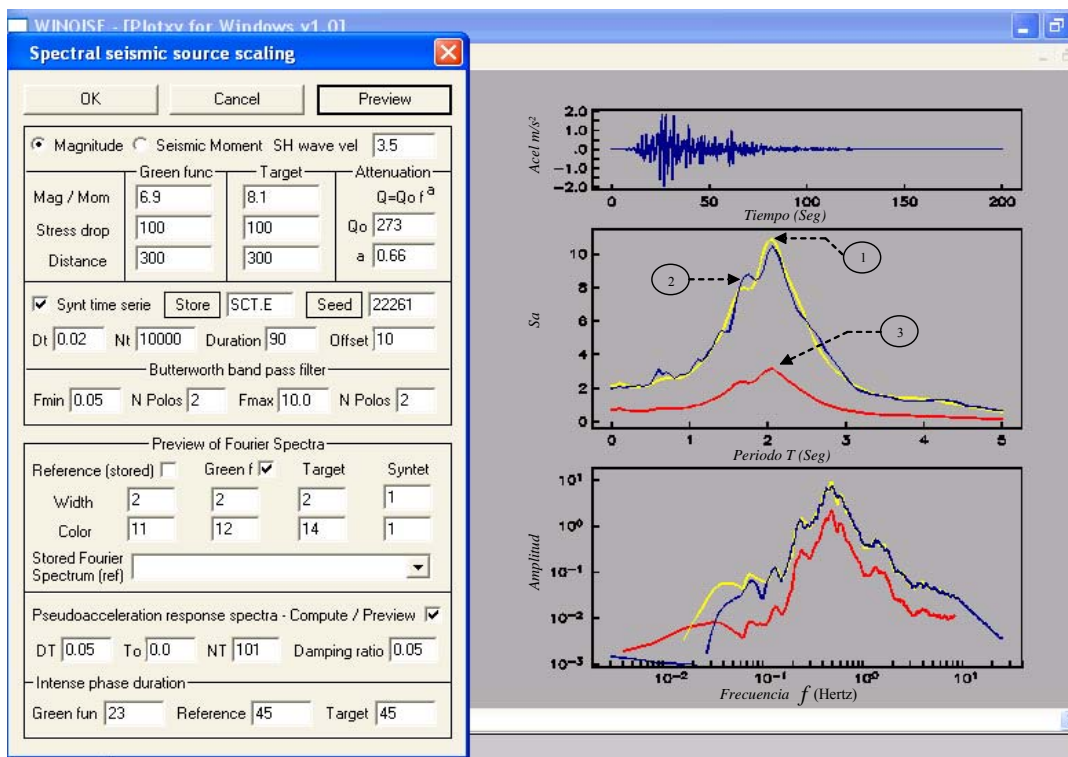 WINOISE - [Plotxy for Windows v1.0]
Spectral seismic source scaling
OK Cancel Preview
Magnitude Seismic Moment SH wave vel 3.5
Green func Target Attenuation
Mag / Mom 6.9 8.1 Q=Qo f a
Stress drop 100 100 Qo 273
Distance 300 300 a 0.66
Synt time serie Store SCT.E Seed 22261
Dt 0.02 Nt 10000 Duration 90 Offset 10
Butterworth band pass filter
Fmin 0.05 N Polos 2 Fmax 10.0 N Polos 2
Preview of Fourier Spectra
Reference (stored) Green f Target Syntet
Width 2 2 2 1
Color 11 12 14 1
Stored Fourier
Spectrum (ref)
Pseudoacceleration response spectra - Compute / Preview
DT 0.05 To 0.0 NT 101 Damping ratio 0.05
Intense phase duration
Green fun 23 Reference 45 Target 45
Acel m/s²
2.0
1.0
.0
-1.0
-2.0
0 50 100 150 200
Tiempo (Seg)
Sa
10
8
6
4
2
0
1
2
3
0 1 2 3 4 5
Periodo T (Seg)
Amplitud
10¹
10⁰
10⁻¹
10⁻²
10⁻³
10⁻² 10⁻¹ 10⁰ 10¹
Frecuencia f (Hertz)